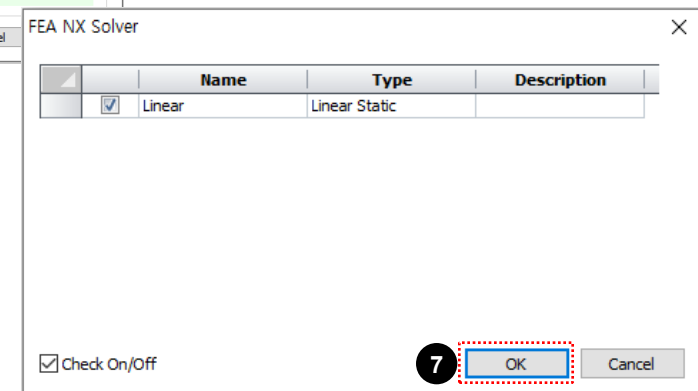 el
FEA NX Solver
Name Type Description
Linear Linear Static
Check On/Off
7 OK Cancel